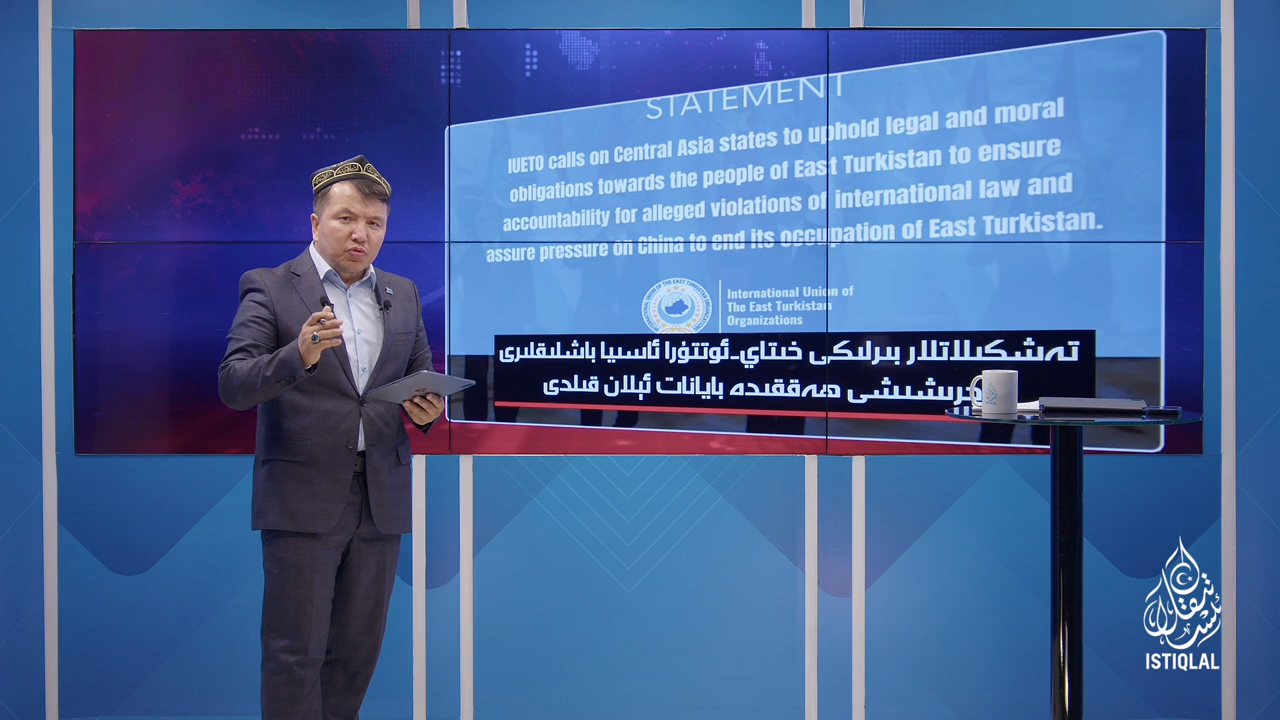 STATEMENT
IUETO calls on Central Asia states to uphold legal and moral
obligations towards the people of East Turkistan to ensure
accountability for alleged violations of international law and
assure pressure on China to end its occupation of East Turkistan.
International Union of
The East Turkistan
Organizations
تەشكىلاتلار بىرلىكى خىتاي-ئوتتۇرا ئاسىيا باشلىقلىرى
ھەققىدە بايانات ئېلان قىلدى
ئىستىقلال
ISTIQLAL